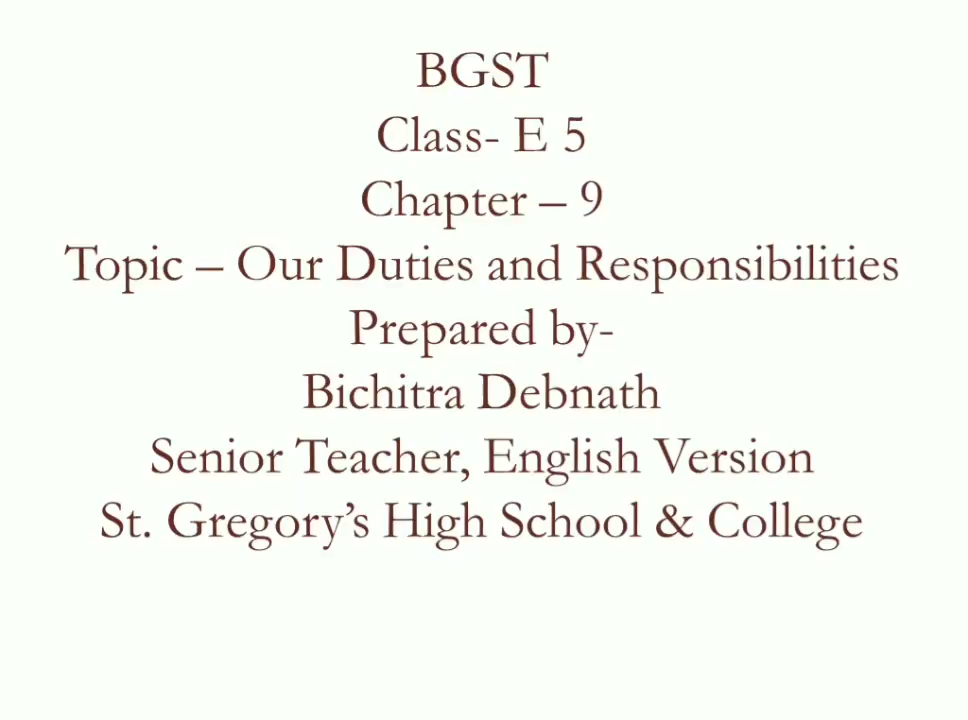 BGST
Class- E 5
Chapter – 9
Topic – Our Duties and Responsibilities
Prepared by-
Bichitra Debnath
Senior Teacher, English Version
St. Gregory’s High School & College